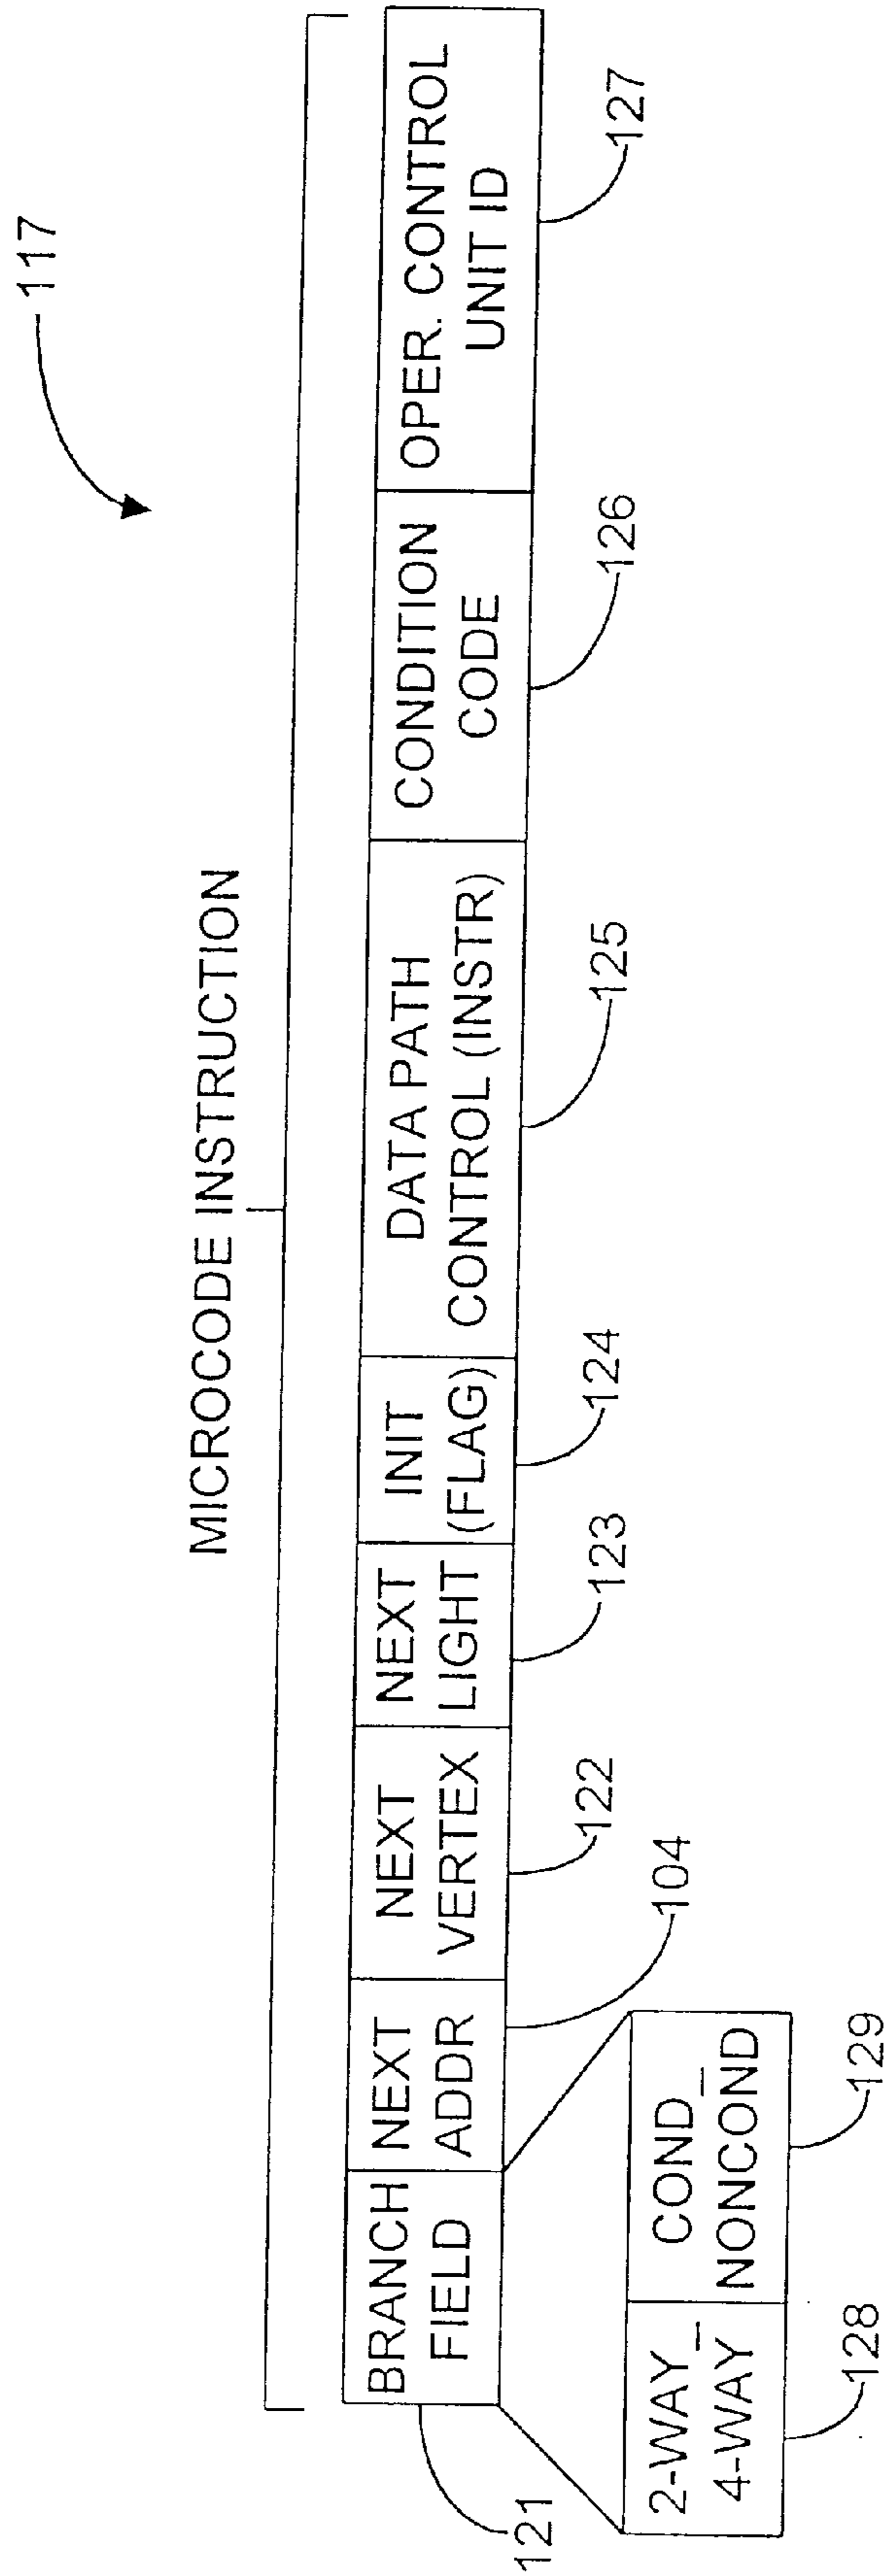 117
MICROCODE INSTRUCTION
BRANCH
FIELD
NEXT
ADDR
NEXT
VERTEX
NEXT
LIGHT
INIT
(FLAG)
DATA PATH
CONTROL (INSTR)
CONDITION
CODE
OPER. CONTROL
UNIT ID
121
104
122
123
124
125
126
127
2-WAY_
4-WAY
COND_
NONCOND
128
129